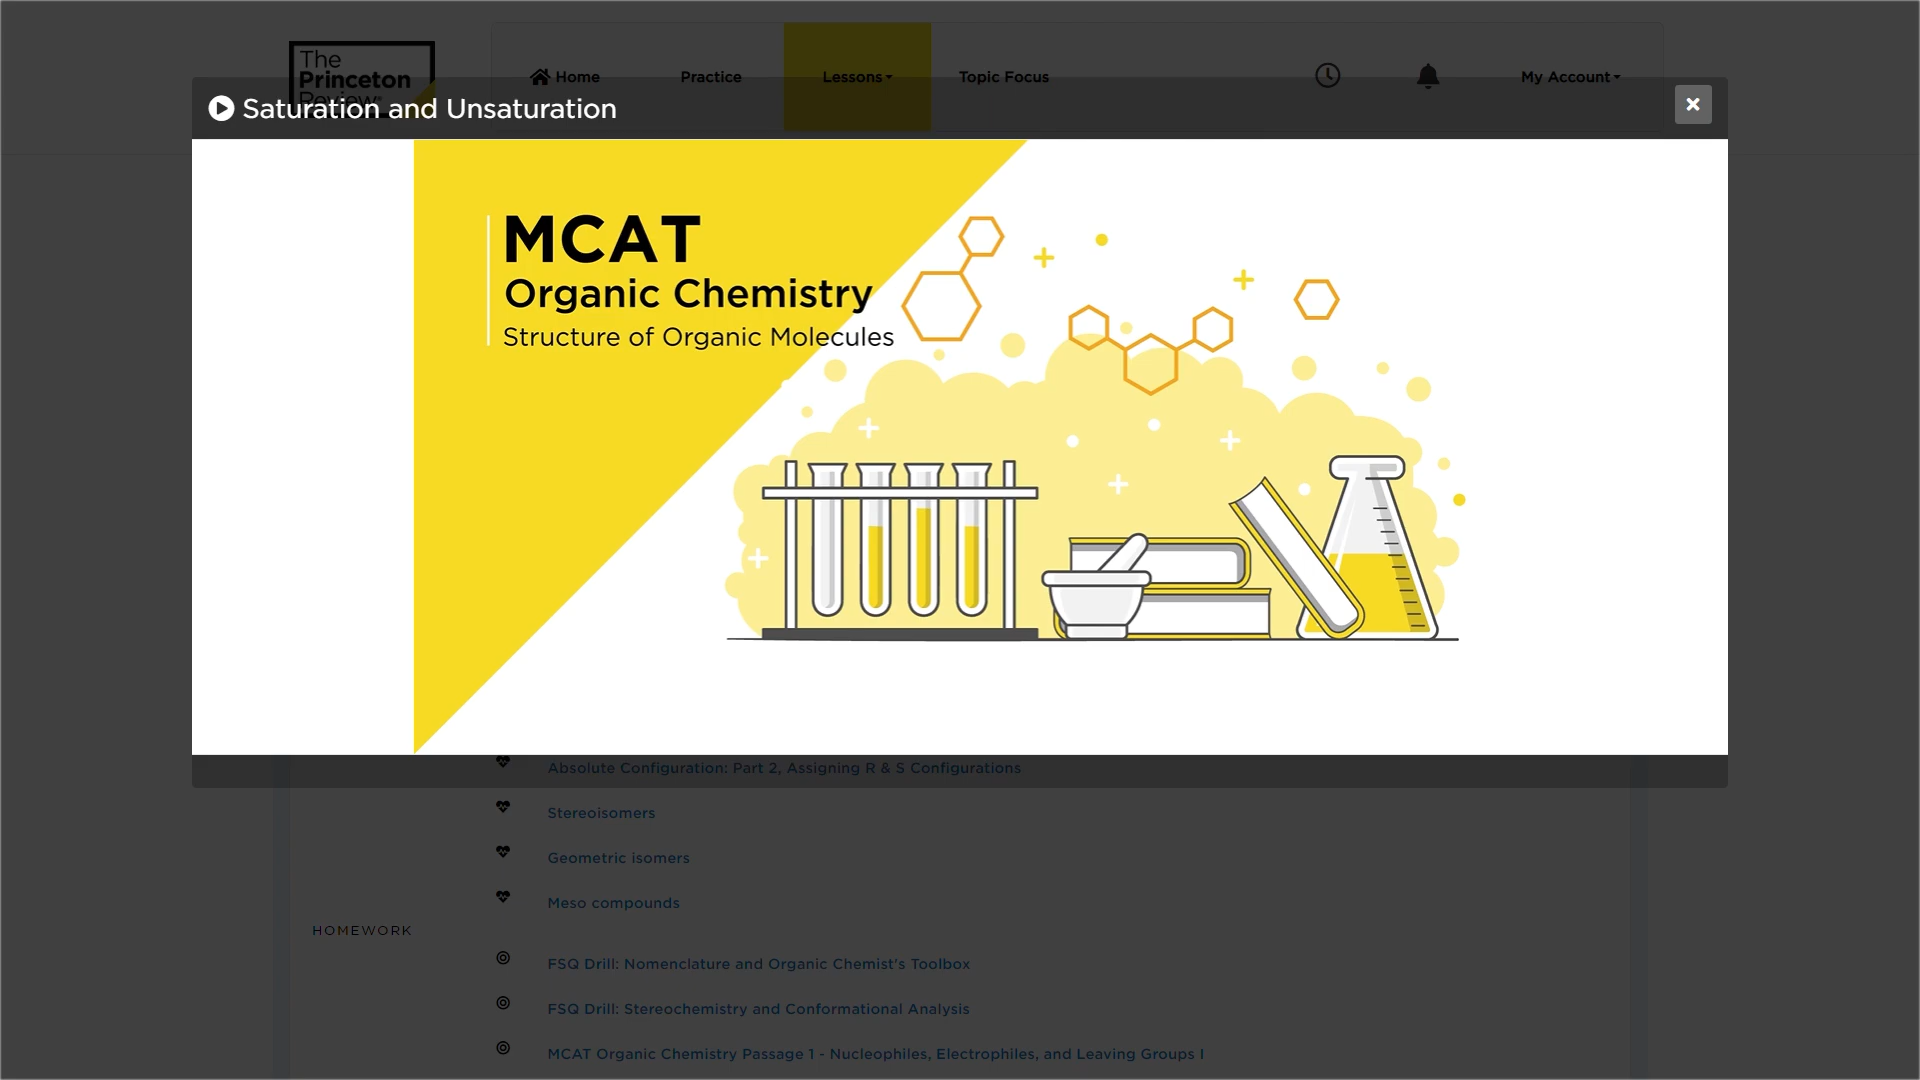 The
Princeton
Review
Home
Practice
Lessons
Topic Focus
My Account
Saturation and Unsaturation
MCAT
Organic Chemistry
Structure of Organic Molecules
Absolute Configuration: Part 2, Assigning R & S Configurations
Stereoisomers
Geometric isomers
Meso compounds
HOMEWORK
FSQ Drill: Nomenclature and Organic Chemist's Toolbox
FSQ Drill: Stereochemistry and Conformational Analysis
MCAT Organic Chemistry Passage 1 - Nucleophiles, Electrophiles, and Leaving Groups I